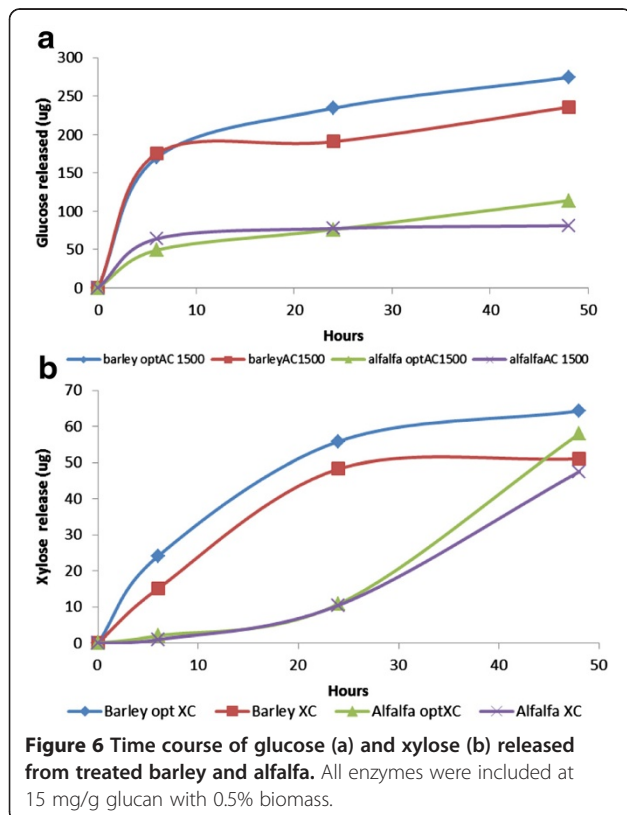 a
300
250
200
150
100
50
0
Glucose released (ug)
0 10 20 30 40 50
Hours
barley optAC 1500 barleyAC1500 alfalfa optAC1500 alfalfaAC 1500
b
70
60
50
40
30
20
10
0
Xylose release (ug)
0 10 20 30 40 50
Hours
Barley opt XC Barley XC Alfalfa optXC Alfalfa XC
Figure 6 Time course of glucose (a) and xylose (b) released
from treated barley and alfalfa. All enzymes were included at
15 mg/g glucan with 0.5% biomass.